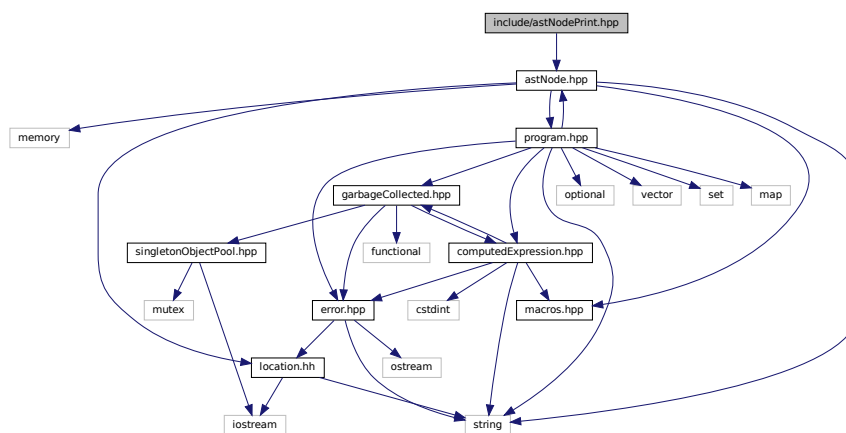 include/astNodePrint.hpp
astNode.hpp
memory
program.hpp
garbageCollected.hpp
optional
vector
set
map
singletonObjectPool.hpp
functional
computedExpression.hpp
mutex
error.hpp
cstdint
macros.hpp
location.hh
ostream
iostream
string